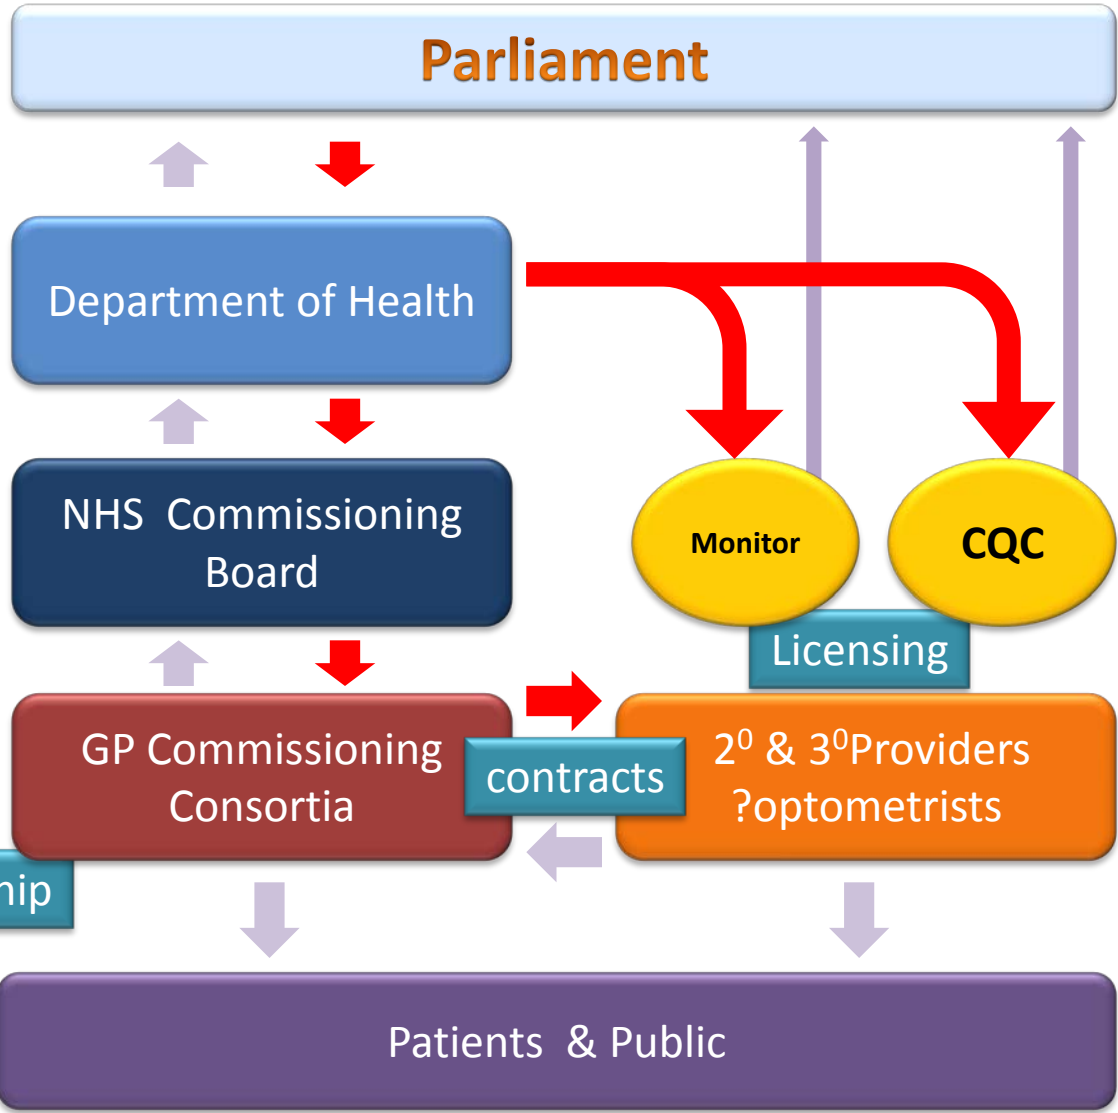 Parliament
Department of Health
NHS Commissioning
Board
Monitor
CQC
Licensing
GP Commissioning
Consortia
contracts
2⁰ & 3⁰Providers
?optometrists
hip
Patients & Public